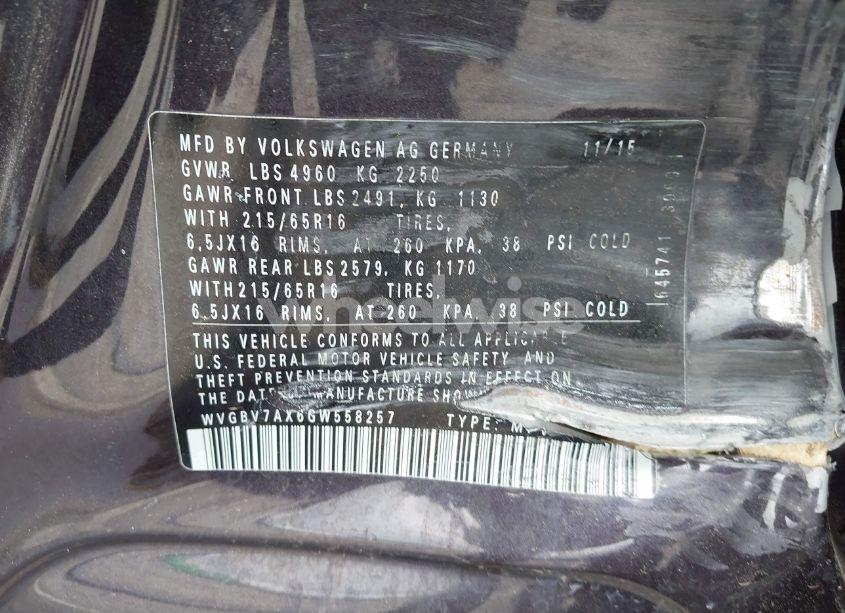 MFD BY VOLKSWAGEN AG GERMANY 11/15
GVWR LBS 4960 KG 2250
GAWR FRONT LBS 2491, KG 1130
WITH 215/65R16 TIRES,
6.5JX16 RIMS, AT 260 KPA, 38 PSI COLD
GAWR REAR LBS 2579, KG 1170
WITH 215/65R16 TIRES,
6.5JX16 RIMS, AT 260 KPA, 38 PSI COLD
THIS VEHICLE CONFORMS TO ALL
U.S. FEDERAL MOTOR VEHICLE SAFETY AND
THEFT PREVENTION STANDARDS IN EFFECT ON
THE MANUFACTURE
WVGBV7AX6GW558257 TYPE:
645741
wheelwise